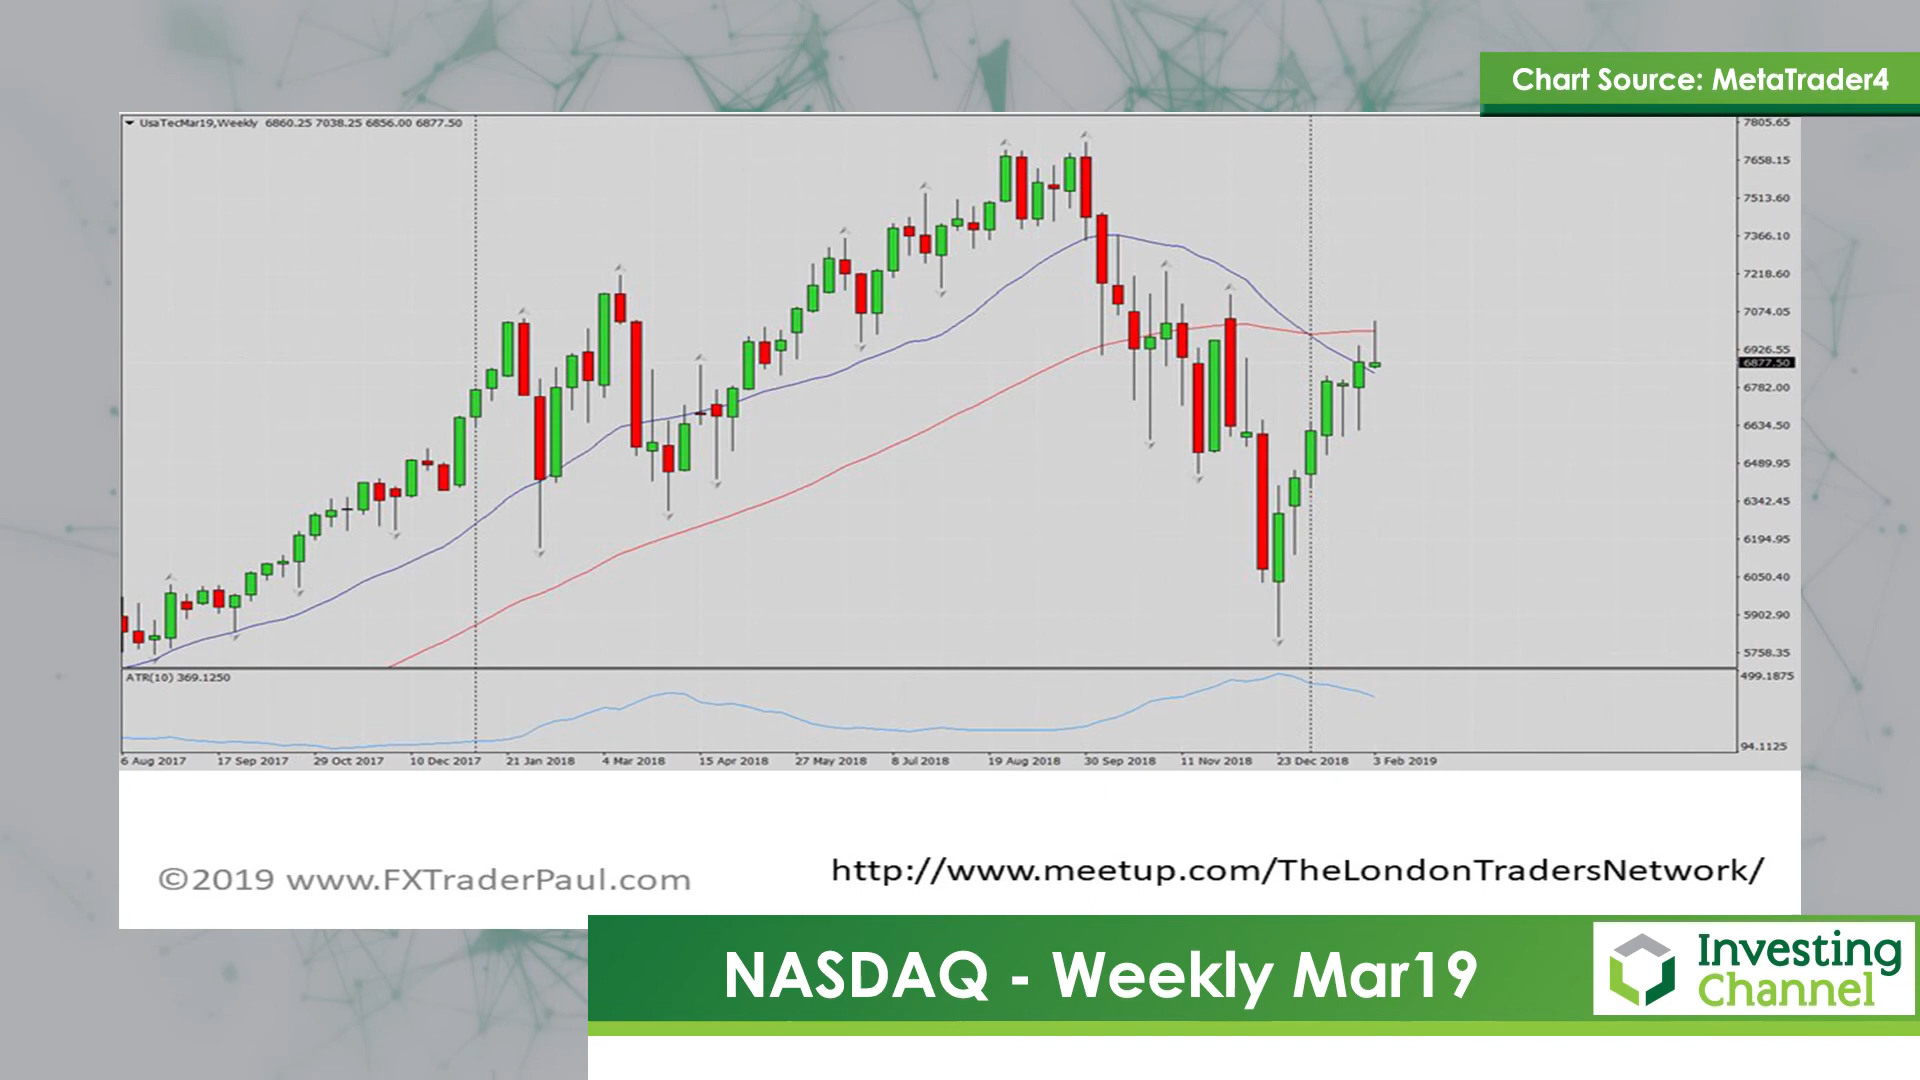 Chart Source: MetaTrader4
UsaTecMar19,Weekly 6860.25 7038.25 6856.00 6877.50
7805.65
7658.15
7513.60
7366.10
7218.60
7074.05
6926.55
6877.50
6782.00
6634.50
6489.95
6342.45
6194.95
6050.40
5902.90
5758.35
ATR(10) 369.1250
499.1875
94.1125
6 Aug 2017 17 Sep 2017 29 Oct 2017 10 Dec 2017 21 Jan 2018 4 Mar 2018 15 Apr 2018 27 May 2018 8 Jul 2018 19 Aug 2018 30 Sep 2018 11 Nov 2018 23 Dec 2018 3 Feb 2019
©2019 www.FXTraderPaul.com
http://www.meetup.com/TheLondonTradersNetwork/
NASDAQ - Weekly Mar19
Investing
Channel